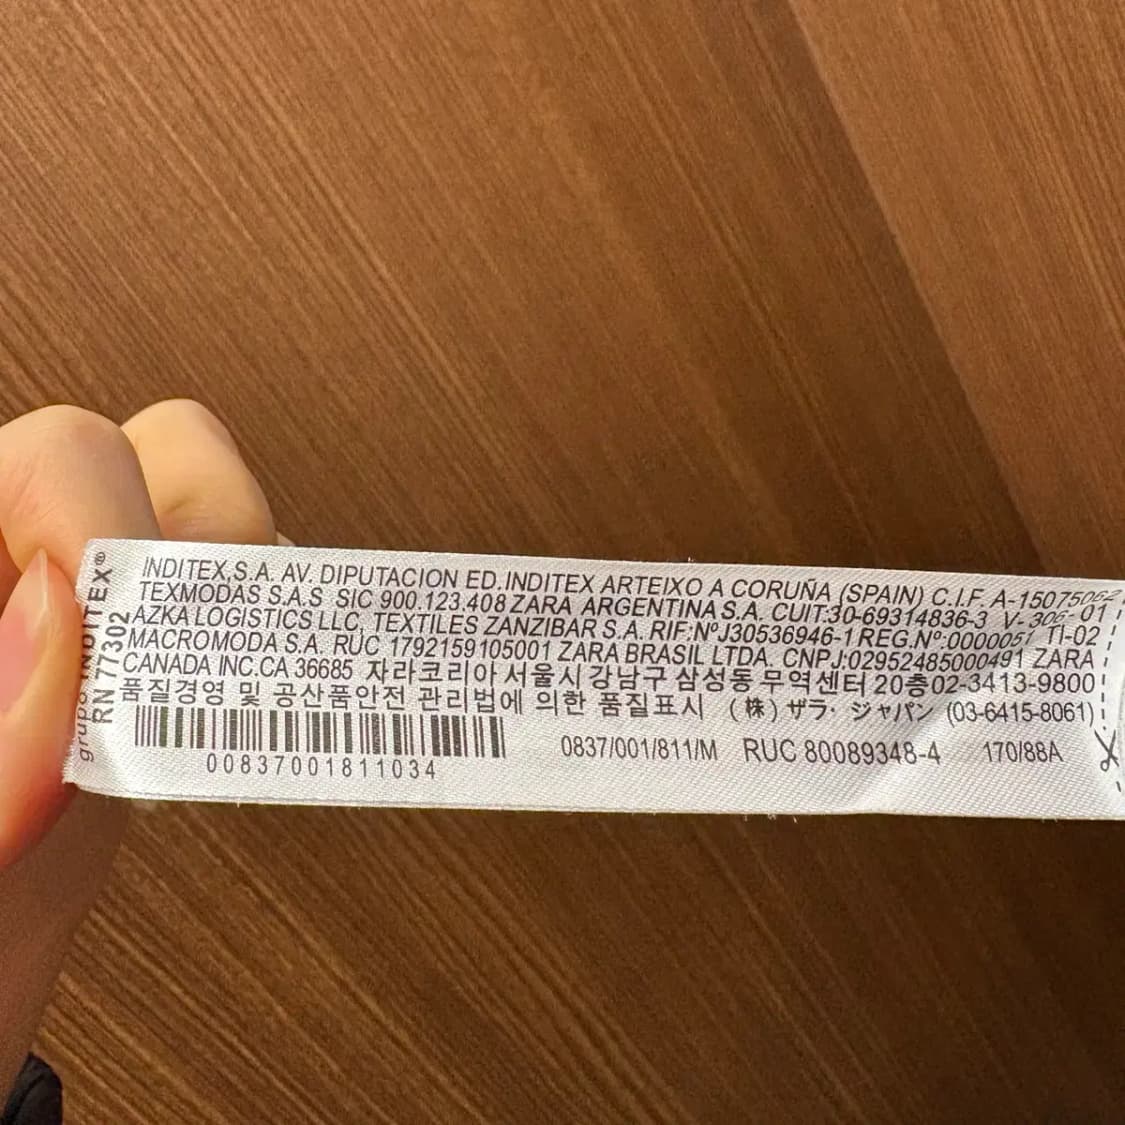 grupo INDITEX®
RN 77302
INDITEX,S.A. AV. DIPUTACION ED.INDITEX ARTEIXO A CORUÑA (SPAIN) C.I.F. A-15075062
TEXMODAS S.A.S SIC 900.123.408 ZARA ARGENTINA S.A. CUIT:30-69314836-3 V-306-01
AZKA LOGISTICS LLC, TEXTILES ZANZIBAR S.A. RIF:NºJ30536946-1 REG.Nº:0000051 TI-02
MACROMODA S.A. RUC 1792159105001 ZARA BRASIL LTDA. CNPJ:02952485000491 ZARA
CANADA INC.CA 36685 자라코리아 서울시 강남구 삼성동 무역센터 20층02-3413-9800
품질경영 및 공산품안전 관리법에 의한 품질표시 (株) ザラ・ジャパン (03-6415-8061)
0837/001/811/M RUC 80089348-4 170/88A
00837001811034